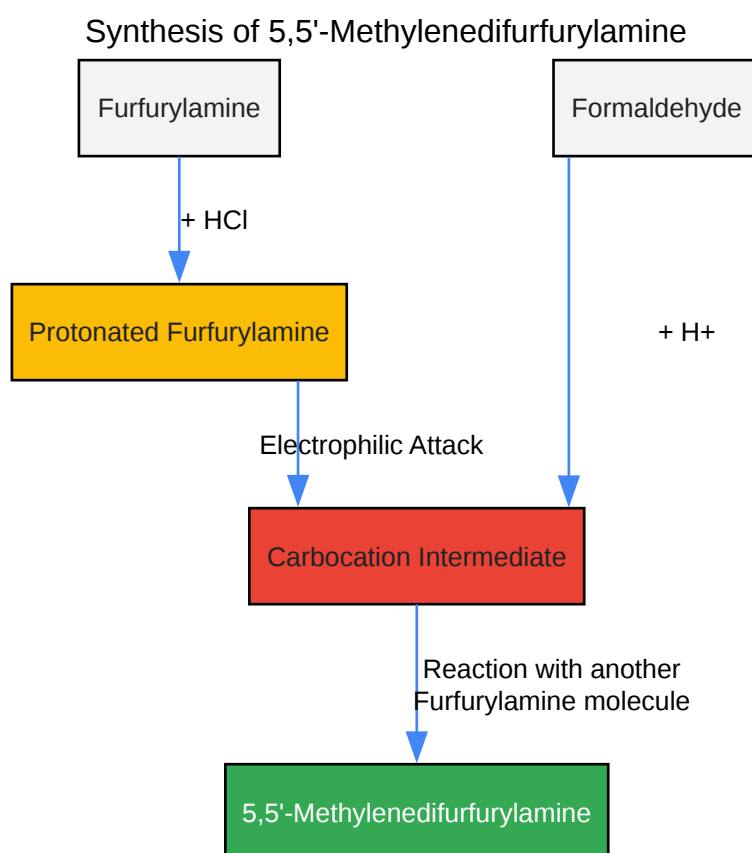 Synthesis of 5,5'-Methylenedifurfurylamine
Furfurylamine
Formaldehyde
+ HCl
Protonated Furfurylamine
+ H+
Electrophilic Attack
Carbocation Intermediate
Reaction with another
Furfurylamine molecule
5,5'-Methylenedifurfurylamine